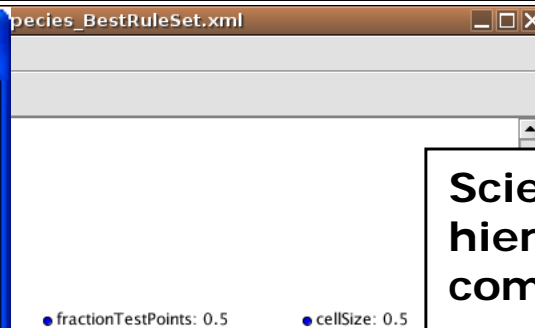 pecies_BestRuleSet.xml
Scie
hier
com
fractionTestPoints: 0.5
cellSize: 0.5